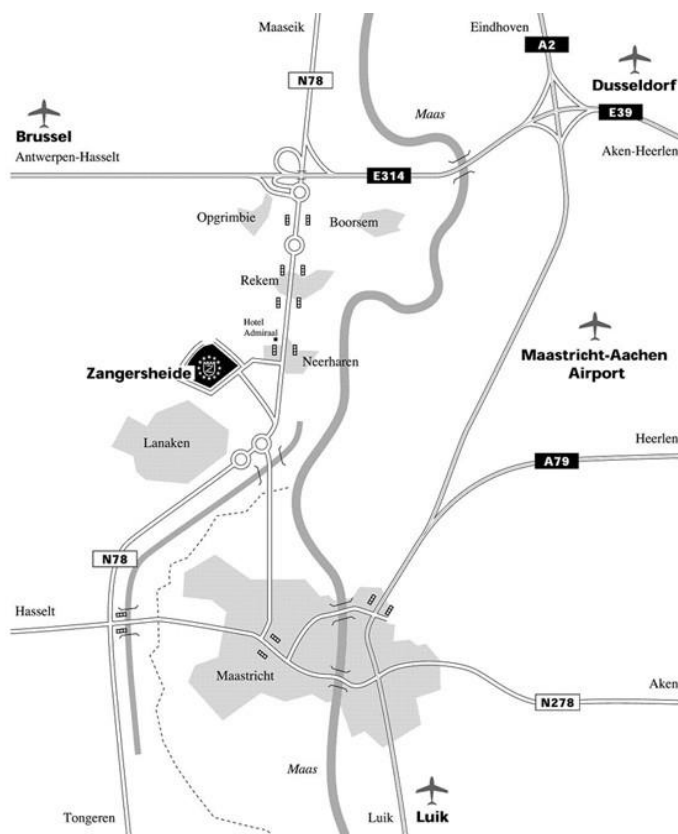 Maaseik
Eindhoven
A2
N78
Dusseldorf
Maas
E39
Brussel
Antwerpen-Hasselt
Aken-Heerlen
E314
Opgrimbie
Boorsem
Rekem
Hotel
Admiraal
Neerharen
Zangersheide
Maastricht-Aachen
Airport
Lanaken
Heerlen
A79
N78
Hasselt
Maastricht
Aken
N278
Maas
Tongeren
Luik
Luik